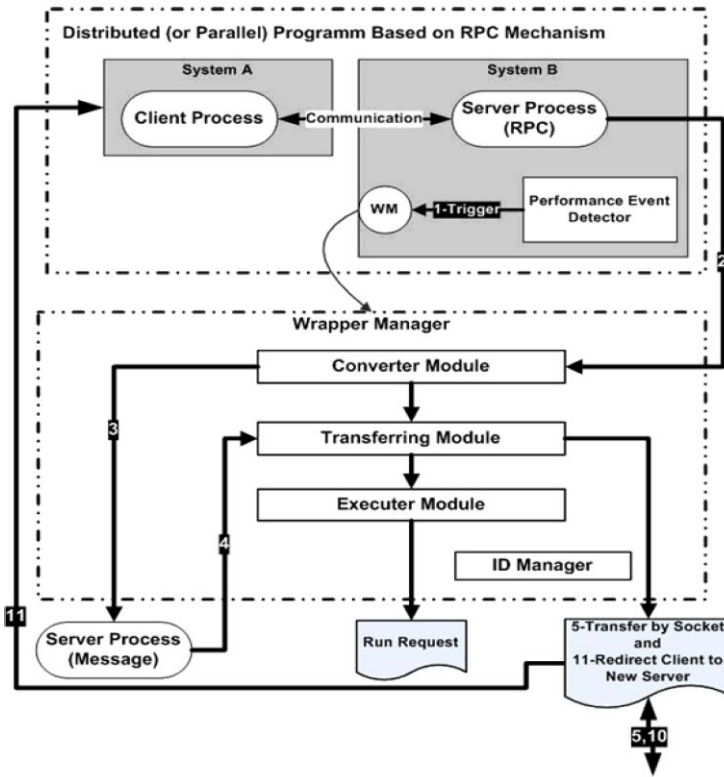 Distributed (or Parallel) Programm Based on RPC Mechanism
System A
System B
Client Process
Communication
Server Process
(RPC)
WM
1-Trigger
Performance Event
Detector
2
Wrapper Manager
Converter Module
3
Transferring Module
4
Executer Module
ID Manager
11
Server Process
(Message)
Run Request
5-Transfer by Socket
and
11-Redirect Client to
New Server
5,10